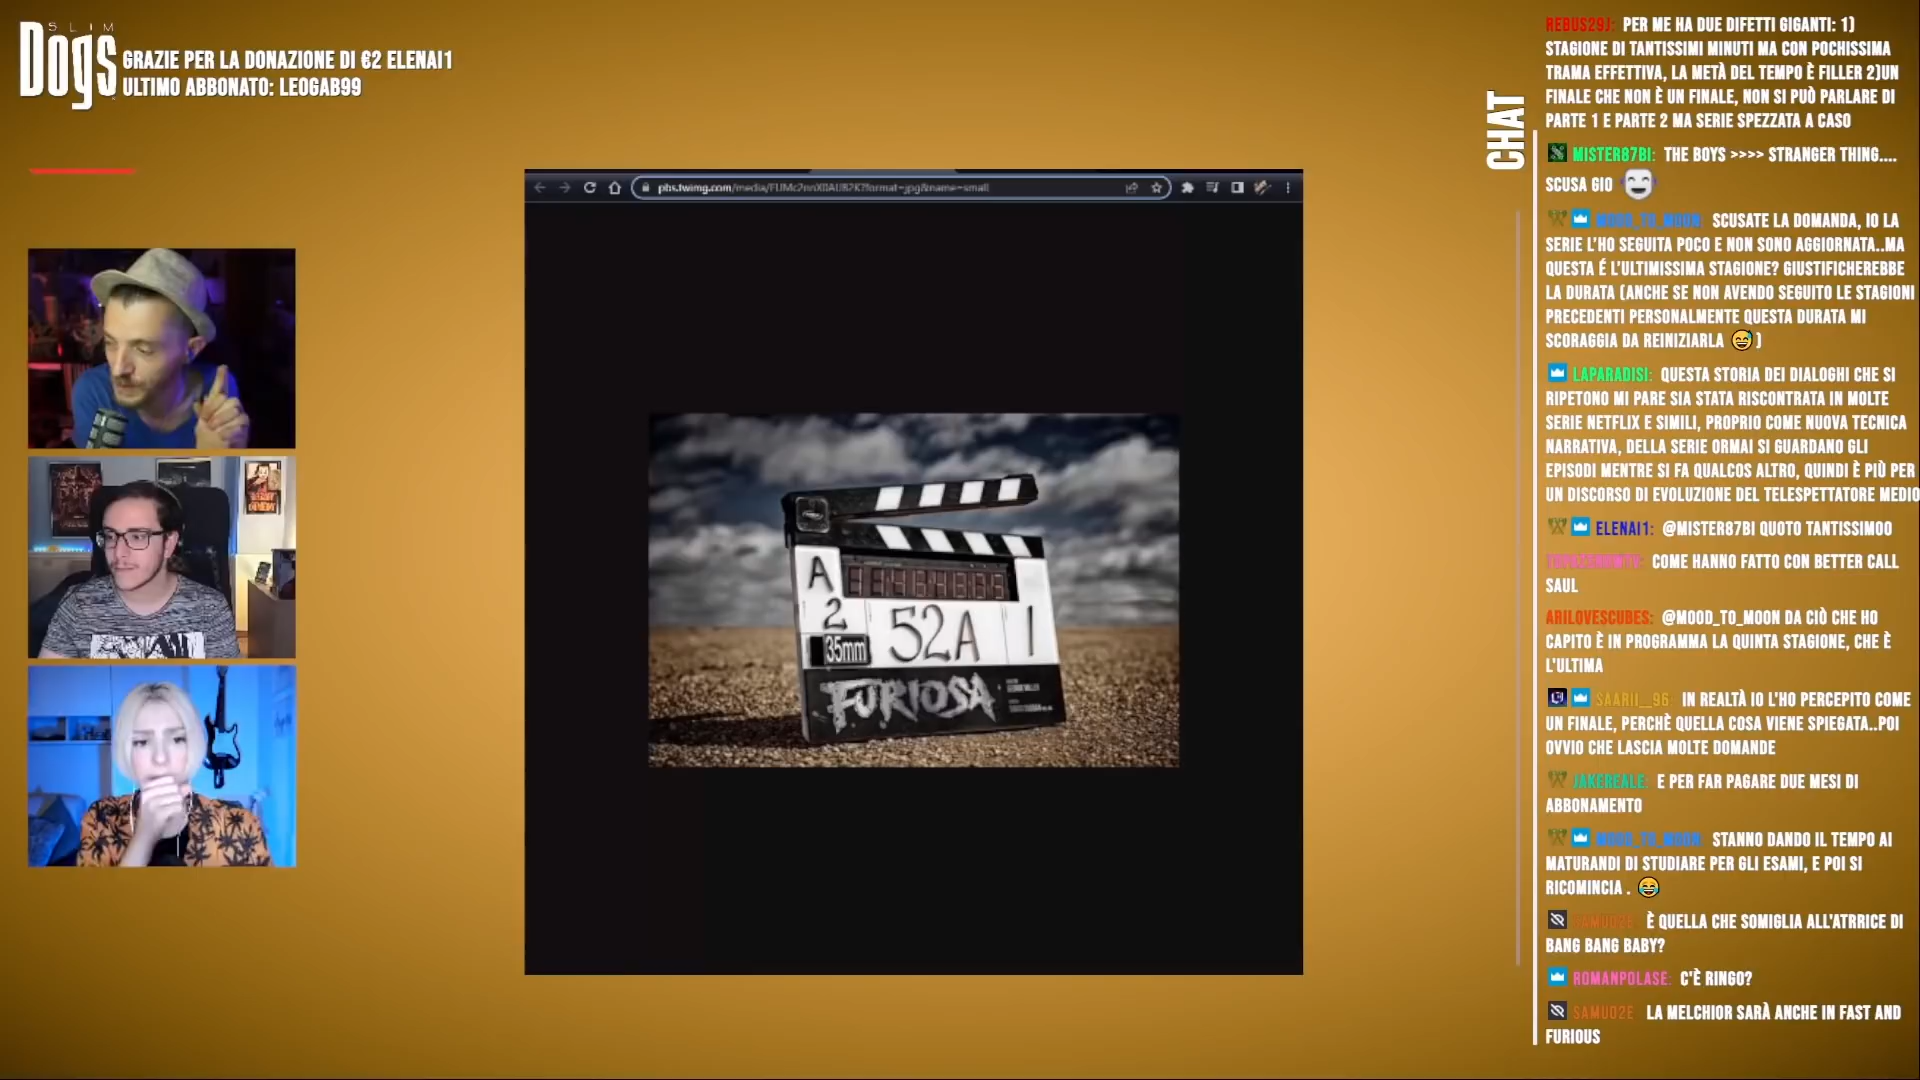 SLIM
Dogs
GRAZIE PER LA DONAZIONE DI €2 ELENAI1
ULTIMO ABBONATO: LEOGAB99
A
2
35mm
52A
1
FURIOSA
CHAT
REBUS29J: PER ME HA DUE DIFETTI GIGANTI: 1)
STAGIONE DI TANTISSIMI MINUTI MA CON POCHISSIMA
TRAMA EFFETTIVA, LA METÀ DEL TEMPO È FILLER 2)UN
FINALE CHE NON È UN FINALE, NON SI PUÒ PARLARE DI
PARTE 1 E PARTE 2 MA SERIE SPEZZATA A CASO
MISTER87BI: THE BOYS >>>> STRANGER THING....
SCUSA GIO
MOOD_TO_MOON: SCUSATE LA DOMANDA, IO LA
SERIE L'HO SEGUITA POCO E NON SONO AGGIORNATA..MA
QUESTA É L'ULTIMISSIMA STAGIONE? GIUSTIFICHEREBBE
LA DURATA (ANCHE SE NON AVENDO SEGUITO LE STAGIONI
PRECEDENTI PERSONALMENTE QUESTA DURATA MI
SCORAGGIA DA REINIZIARLA 😅 )
LAPARADISI: QUESTA STORIA DEI DIALOGHI CHE SI
RIPETONO MI PARE SIA STATA RISCONTRATA IN MOLTE
SERIE NETFLIX E SIMILI, PROPRIO COME NUOVA TECNICA
NARRATIVA, DELLA SERIE ORMAI SI GUARDANO GLI
EPISODI MENTRE SI FA QUALCOS ALTRO, QUINDI È PIÙ PER
UN DISCORSO DI EVOLUZIONE DEL TELESPETTATORE MEDIO
ELENAI1: @MISTER87BI QUOTO TANTISSIMOO
COME HANNO FATTO CON BETTER CALL
SAUL
ARILOVESCUBES: @MOOD_TO_MOON DA CIÒ CHE HO
CAPITO È IN PROGRAMMA LA QUINTA STAGIONE, CHE È
L'ULTIMA
SAARII__96: IN REALTÀ IO L'HO PERCEPITO COME
UN FINALE, PERCHÈ QUELLA COSA VIENE SPIEGATA..POI
OVVIO CHE LASCIA MOLTE DOMANDE
JAKEREALE: E PER FAR PAGARE DUE MESI DI
ABBONAMENTO
MOOD_TO_MOON: STANNO DANDO IL TEMPO AI
MATURANDI DI STUDIARE PER GLI ESAMI, E POI SI
RICOMINCIA . 😂
SAMUO2E: È QUELLA CHE SOMIGLIA ALL'ATRRICE DI
BANG BANG BABY?
ROMANPOLASE: C'È RINGO?
SAMUO2E: LA MELCHIOR SARÀ ANCHE IN FAST AND
FURIOUS